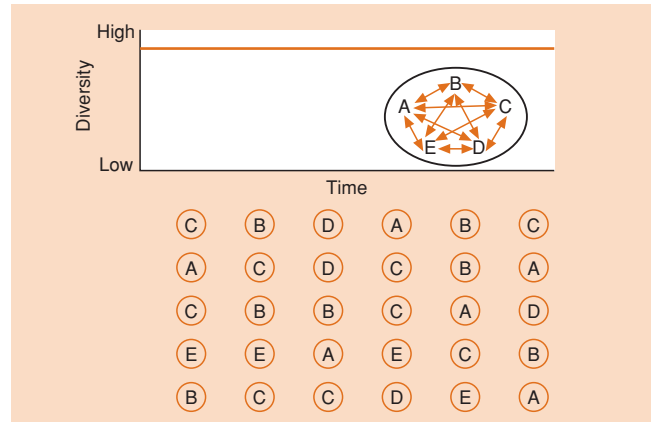 High
Diversity
B
A C
E D
Low
Time
C B D A B C
A C D C B A
C B B C A D
E E A E C B
B C C D E A